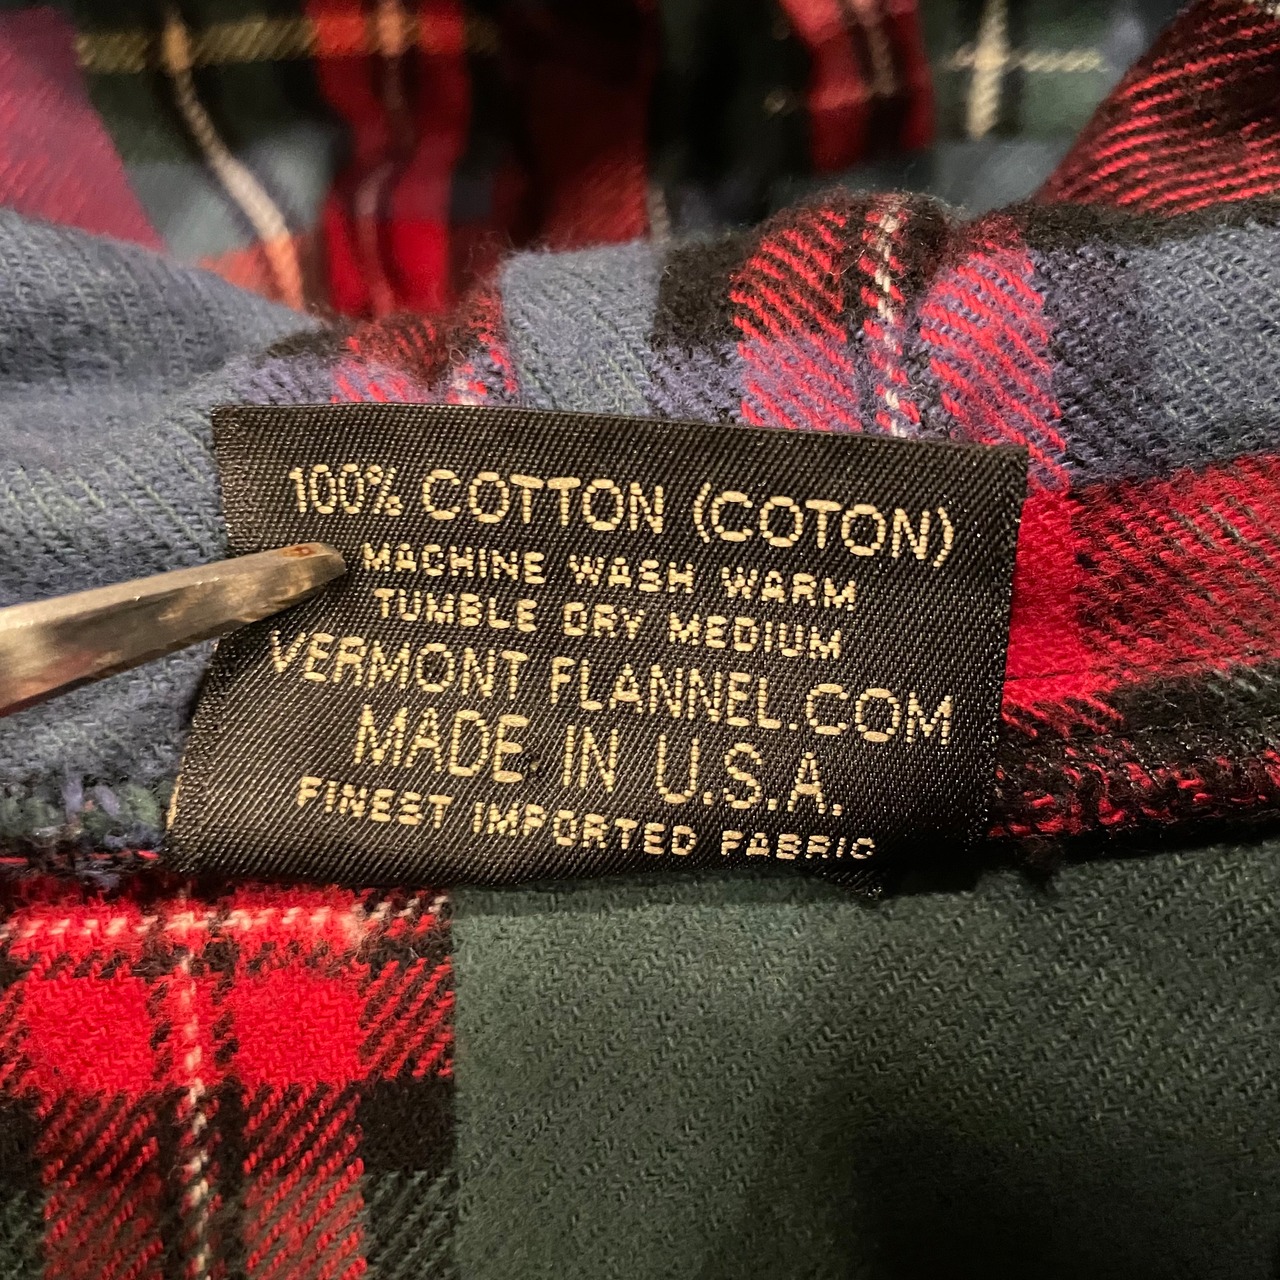 100% COTTON (COTON)
MACHINE WASH WARM
TUMBLE DRY MEDIUM
VERMONT FLANNEL.COM
MADE IN U.S.A.
FINEST IMPORTED FABRIC